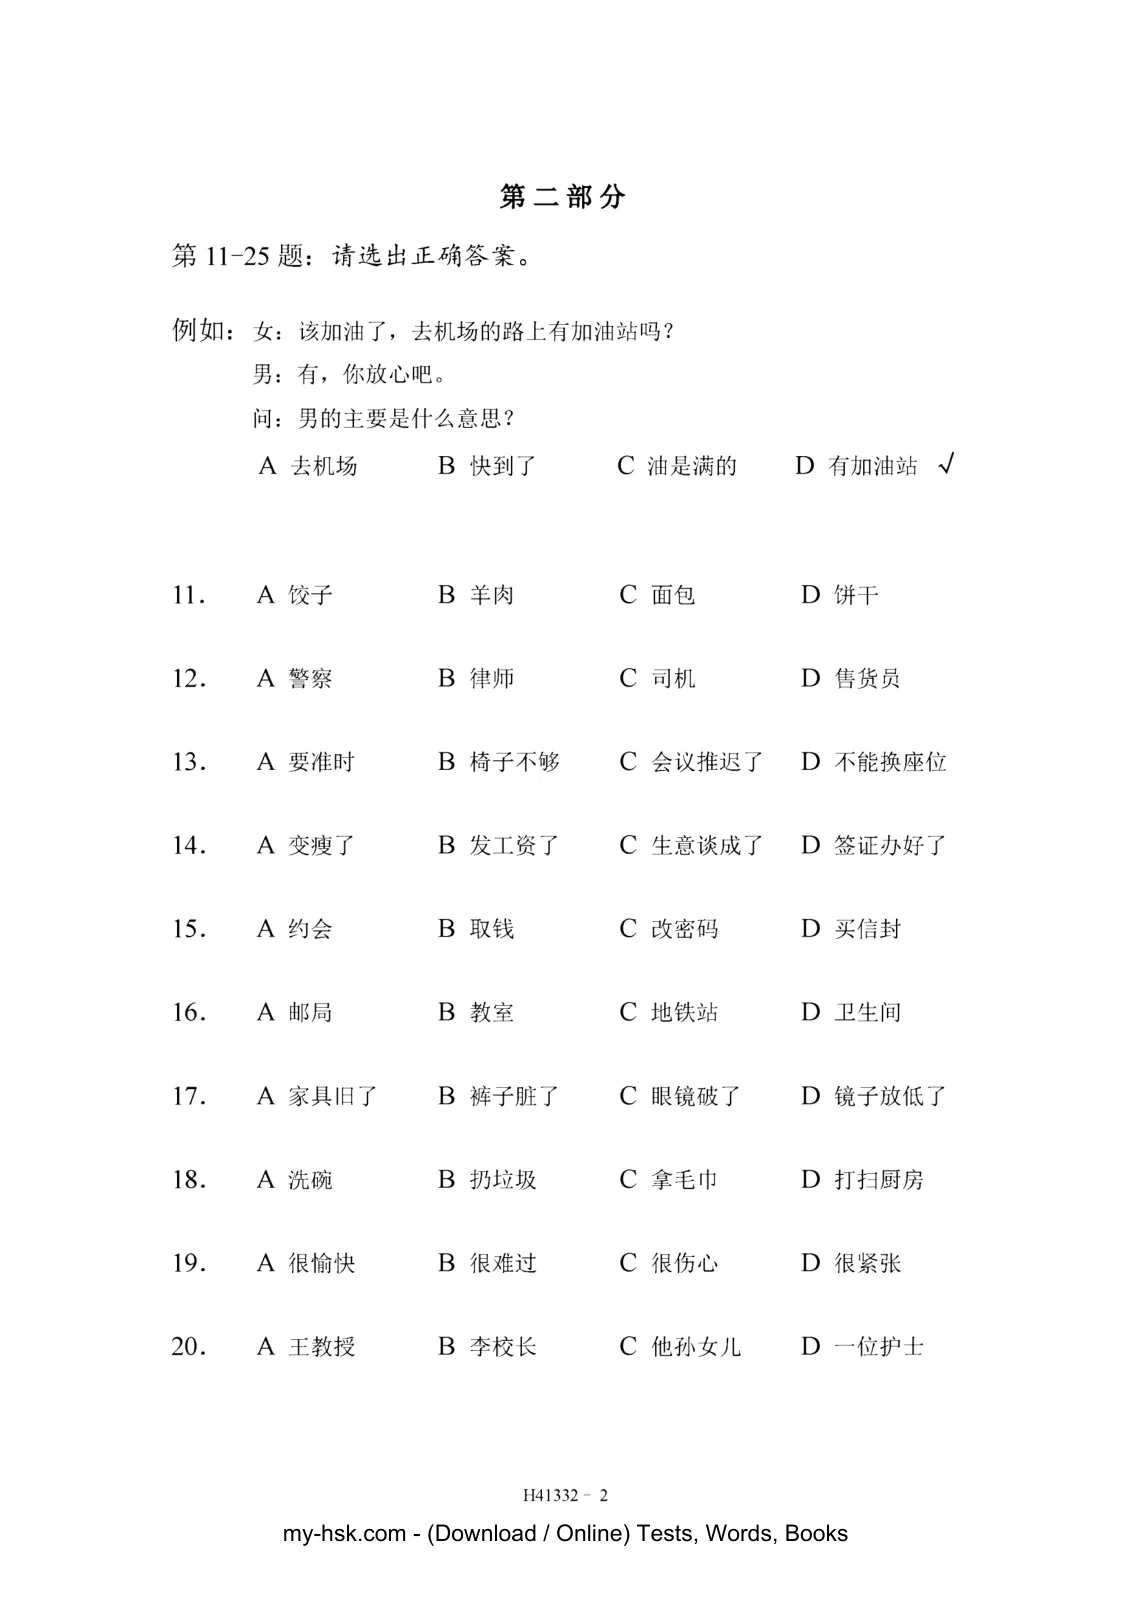 第二部分
第 11-25 题：请选出正确答案。
例如：女：该加油了，去机场的路上有加油站吗？
男：有，你放心吧。
问：男的主要是什么意思？
A 去机场 B 快到了 C 油是满的 D 有加油站 √
11. A 饺子 B 羊肉 C 面包 D 饼干
12. A 警察 B 律师 C 司机 D 售货员
13. A 要准时 B 椅子不够 C 会议推迟了 D 不能换座位
14. A 变瘦了 B 发工资了 C 生意谈成了 D 签证办好了
15. A 约会 B 取钱 C 改密码 D 买信封
16. A 邮局 B 教室 C 地铁站 D 卫生间
17. A 家具旧了 B 裤子脏了 C 眼镜破了 D 镜子放低了
18. A 洗碗 B 扔垃圾 C 拿毛巾 D 打扫厨房
19. A 很愉快 B 很难过 C 很伤心 D 很紧张
20. A 王教授 B 李校长 C 他孙女儿 D 一位护士
H41332 - 2
my-hsk.com - (Download / Online) Tests, Words, Books